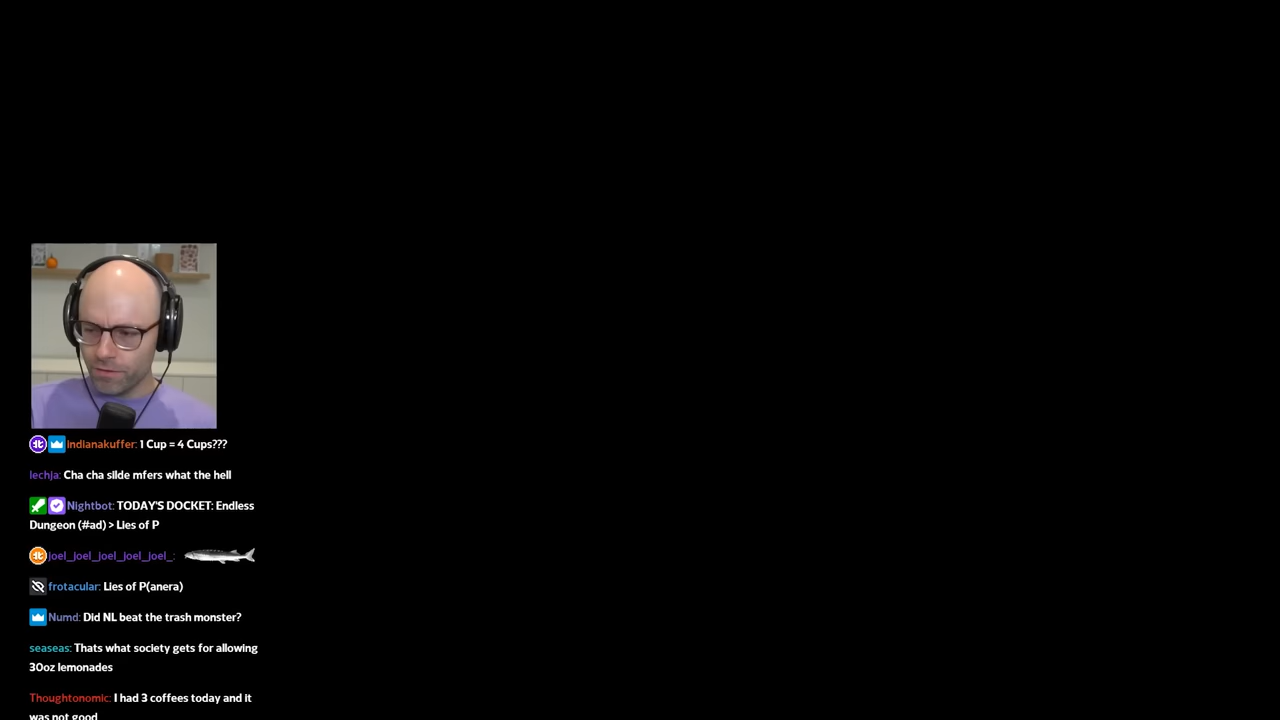 Indianakuffer: 1 Cup = 4 Cups???
lechja: Cha cha silde mfers what the hell
Nightbot: TODAY'S DOCKET: Endless
Dungeon (#ad) > Lies of P
joel_joel_joel_joel_joel_:
frotacular: Lies of P(anera)
Numd: Did NL beat the trash monster?
seaseas: Thats what society gets for allowing
30oz lemonades
Thoughtonomic: I had 3 coffees today and it
was not good